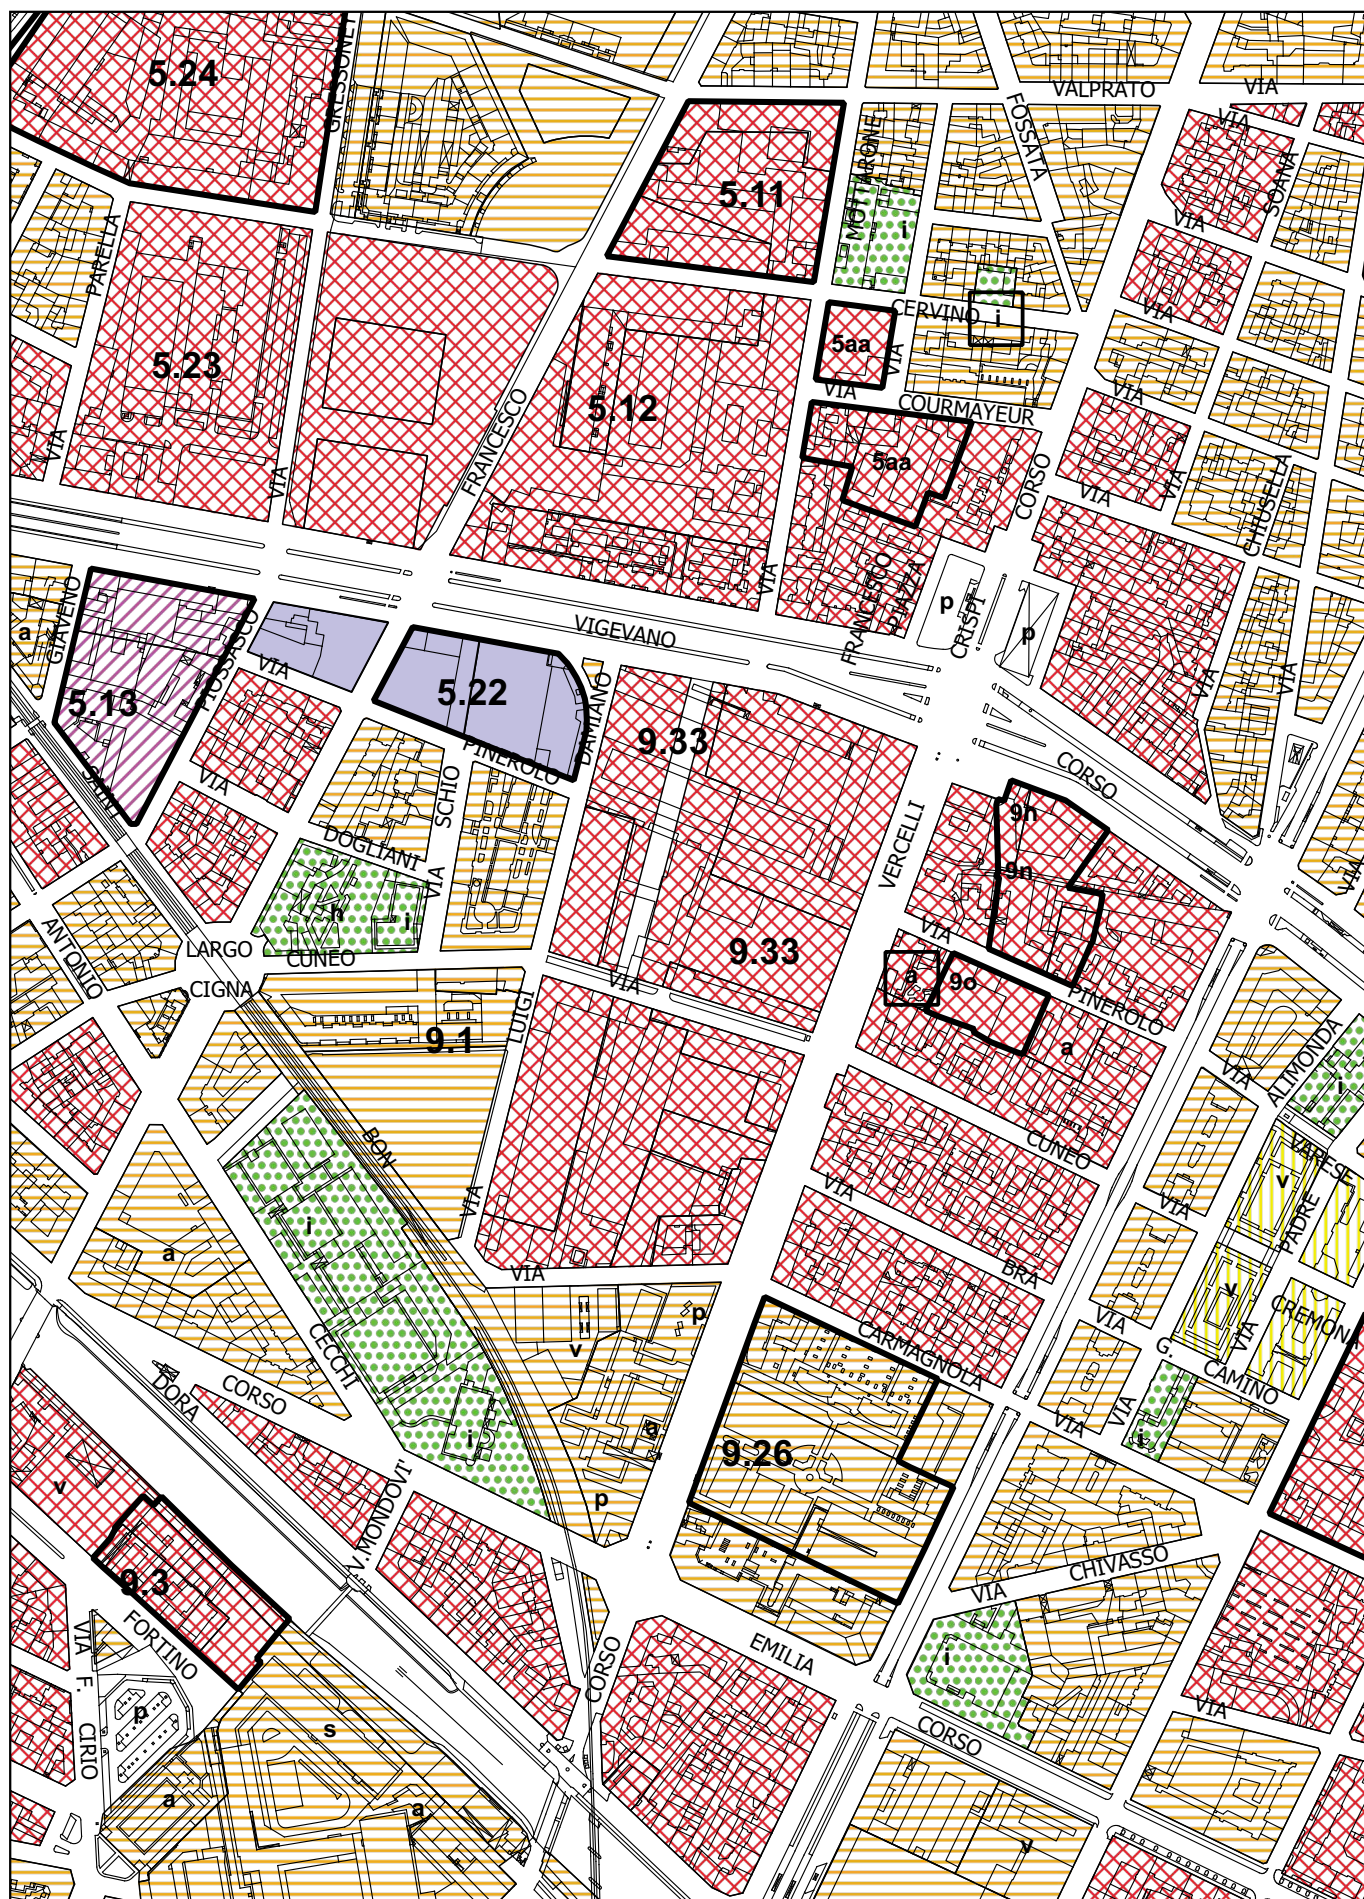 5.24
GRESSONEY
VALPRATO
VIA
FOSSATA
VIA
SOANA
MOTTARONE
5.11
i
VIA
PARELLA
CERVINO
i
VIA
5aa
VIA
5.23
5.12
FRANCESCO
VIA
COURMAYEUR
VIA
VIA
VIA
5aa
CORSO
VIA
VIA
CHIUSELLA
GIAVENO
a
PIOSSASCO
VIA
VIGEVANO
VIA
FRANCESCO
PIAZZA
p
CRISPI
p
VIA
VIA
5.13
5.22
DAMIANO
9.33
PINEROLO
SAINT
VIA
SCHIO
CORSO
VERCELLI
9n
9n
VIA
DOGLIANI
VIA
h
i
ANTONIO
LARGO
CUNEO
CIGNA
9.33
VIA
VIA
a
9o
PINEROLO
LUIGI
9.1
a
VIA
ALIMONDA
i
BON
CUNEO
VARESE
v
PADRE
VIA
VIA
VIA
i
a
VIA
BRA
v
VIA
CREMONA
CECCHI
p
v
CARMAGNOLA
VIA
G.
CAMINO
DORA
CORSO
VIA
VIA
i
i
a
9.26
v
V.MONDOVI'
p
9.3
CHIVASSO
VIA
FORTINO
VIA
F.
CIRIO
EMILIA
i
CORSO
p
s
CORSO
VIA
a
a
v